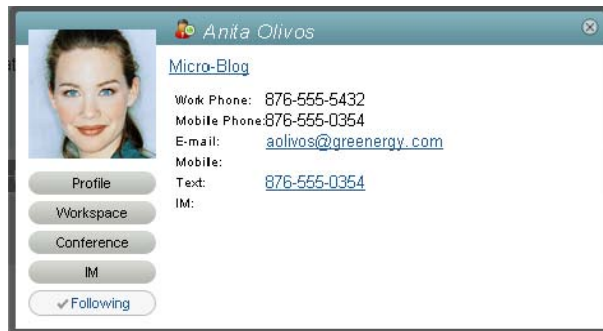 Anita Olivos
Micro-Blog
Work Phone: 876-555-5432
Mobile Phone:876-555-0354
E-mail: aolivos@greenergy.com
Mobile:
Text: 876-555-0354
IM:
Profile
Workspace
Conference
IM
Following